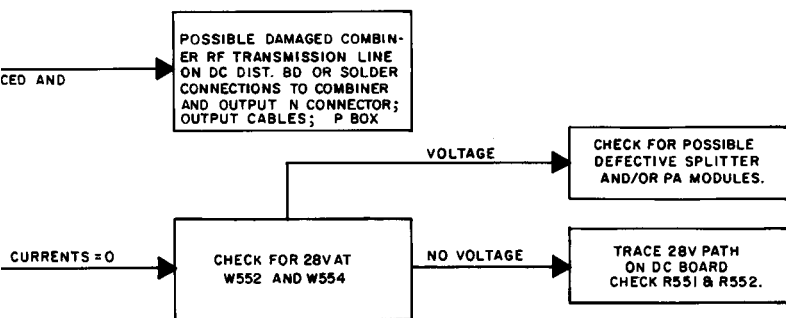 CED AND
POSSIBLE DAMAGED COMBIN-
ER RF TRANSMISSION LINE
ON DC DIST. BD OR SOLDER
CONNECTIONS TO COMBINER
AND OUTPUT N CONNECTOR;
OUTPUT CABLES; P BOX
VOLTAGE
CHECK FOR POSSIBLE
DEFECTIVE SPLITTER
AND/OR PA MODULES.
CURRENTS=0
CHECK FOR 28V AT
W552 AND W554
NO VOLTAGE
TRACE 28V PATH
ON DC BOARD
CHECK R551 & R552.